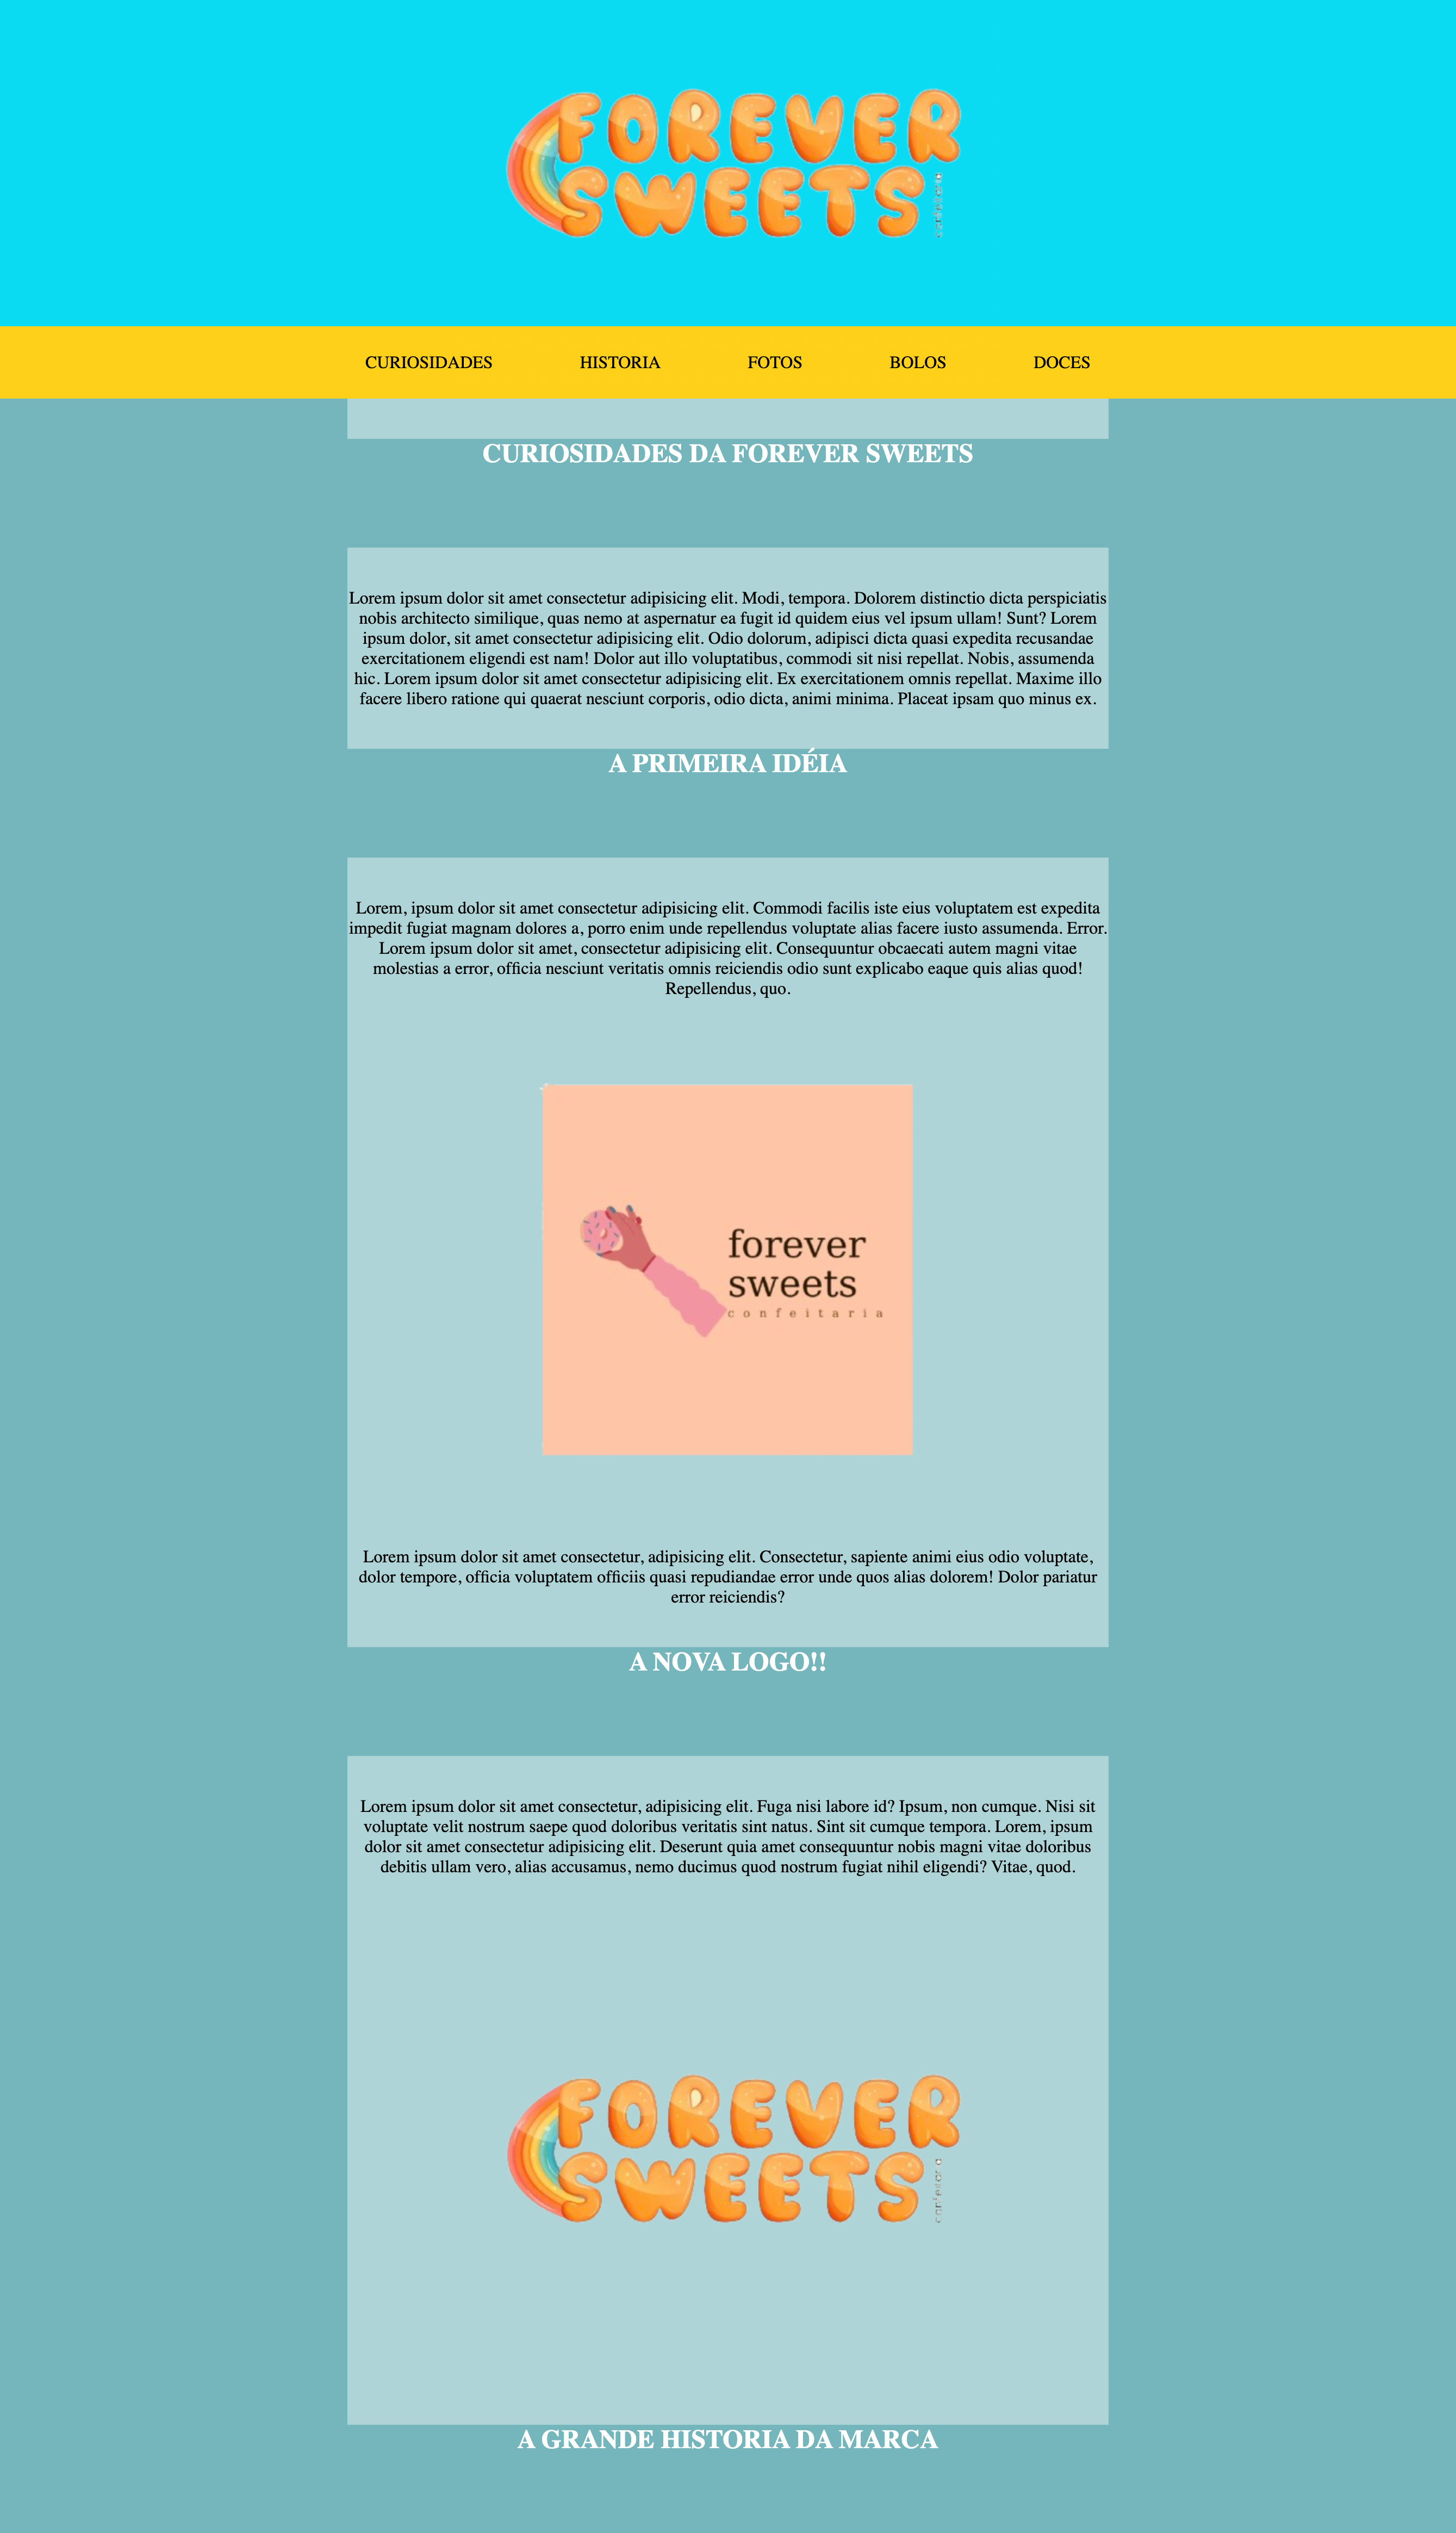 FOREVER
SWEETS
CURIOSIDADES HISTORIA FOTOS BOLOS DOCES
CURIOSIDADES DA FOREVER SWEETS
Lorem ipsum dolor sit amet consectetur adipisicing elit. Modi, tempora. Dolorem distinctio dicta perspiciatis
nobis architecto similique, quas nemo at aspernatur ea fugit id quidem eius vel ipsum ullam! Sunt? Lorem
ipsum dolor, sit amet consectetur adipisicing elit. Odio dolorum, adipisci dicta quasi expedita recusandae
exercitationem eligendi est nam! Dolor aut illo voluptatibus, commodi sit nisi repellat. Nobis, assumenda
hic. Lorem ipsum dolor sit amet consectetur adipisicing elit. Ex exercitationem omnis repellat. Maxime illo
facere libero ratione qui quaerat nesciunt corporis, odio dicta, animi minima. Placeat ipsam quo minus ex.
A PRIMEIRA IDÉIA
Lorem, ipsum dolor sit amet consectetur adipisicing elit. Commodi facilis iste eius voluptatem est expedita
impedit fugiat magnam dolores a, porro enim unde repellendus voluptate alias facere iusto assumenda. Error.
Lorem ipsum dolor sit amet, consectetur adipisicing elit. Consequuntur obcaecati autem magni vitae
molestias a error, officia nesciunt veritatis omnis reiciendis odio sunt explicabo eaque quis alias quod!
Repellendus, quo.
forever
sweets
confeitaria
Lorem ipsum dolor sit amet consectetur, adipisicing elit. Consectetur, sapiente animi eius odio voluptate,
dolor tempore, officia voluptatem officiis quasi repudiandae error unde quos alias dolorem! Dolor pariatur
error reiciendis?
A NOVA LOGO!!
Lorem ipsum dolor sit amet consectetur, adipisicing elit. Fuga nisi labore id? Ipsum, non cumque. Nisi sit
voluptate velit nostrum saepe quod doloribus veritatis sint natus. Sint sit cumque tempora. Lorem, ipsum
dolor sit amet consectetur adipisicing elit. Deserunt quia amet consequuntur nobis magni vitae doloribus
debitis ullam vero, alias accusamus, nemo ducimus quod nostrum fugiat nihil eligendi? Vitae, quod.
FOREVER
SWEETS
A GRANDE HISTORIA DA MARCA